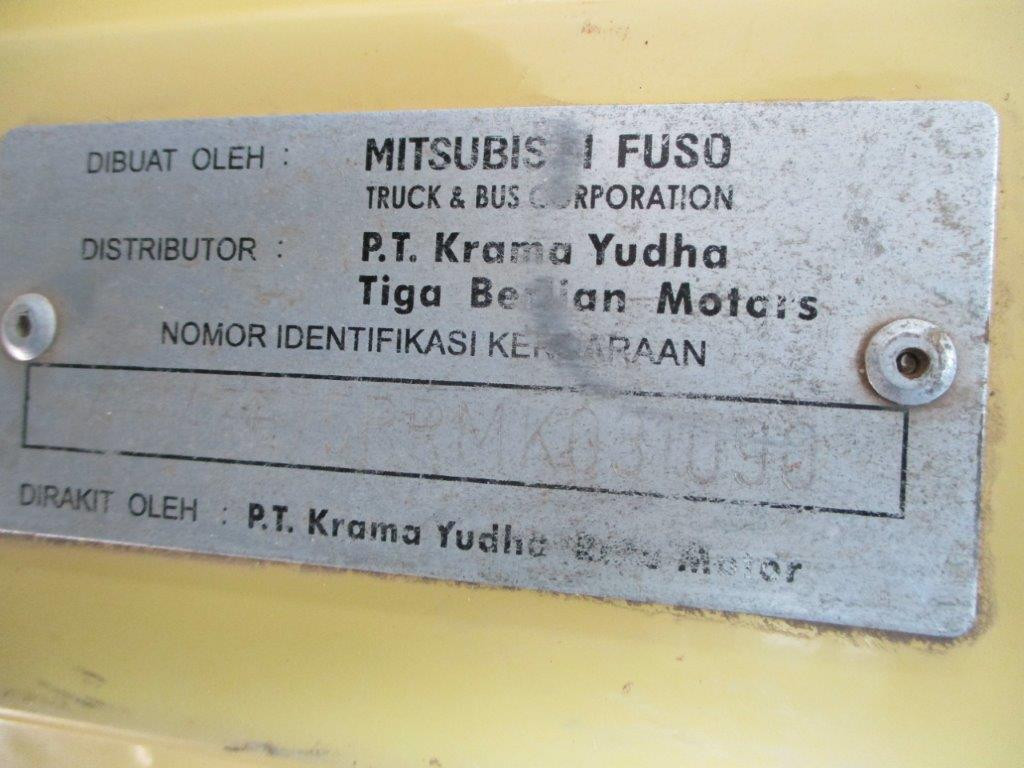 DIBUAT OLEH : MITSUBISHI FUSO
TRUCK & BUS CORPORATION
DISTRIBUTOR : P.T. Krama Yudha
Tiga Berlian Motors
NOMOR IDENTIFIKASI KENDARAAN
DIRAKIT OLEH : P.T. Krama Yudha Ratu Motor